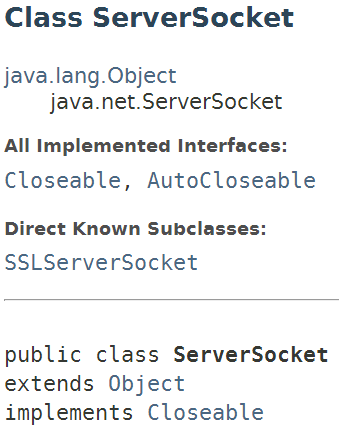 Class ServerSocket
java.lang.Object
java.net.ServerSocket
All Implemented Interfaces:
Closeable, AutoCloseable
Direct Known Subclasses:
SSLServerSocket
public class ServerSocket
extends Object
implements Closeable